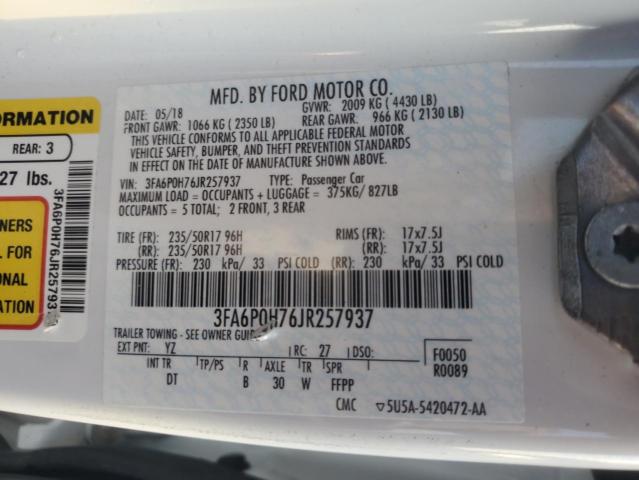 MFD. BY FORD MOTOR CO.
DATE: 05/18 GVWR: 2009 KG ( 4430 LB)
FRONT GAWR: 1066 KG ( 2350 LB) REAR GAWR: 966 KG ( 2130 LB)
THIS VEHICLE CONFORMS TO ALL APPLICABLE FEDERAL MOTOR
VEHICLE SAFETY, BUMPER, AND THEFT PREVENTION STANDARDS
IN EFFECT ON THE DATE OF MANUFACTURE SHOWN ABOVE.
VIN: 3FA6P0H76JR257937 TYPE: Passenger Car
MAXIMUM LOAD = OCCUPANTS + LUGGAGE = 375KG/ 827LB
OCCUPANTS = 5 TOTAL; 2 FRONT, 3 REAR
TIRE (FR): 235/50R17 96H RIMS (FR): 17x7.5J
(RR): 235/50R17 96H (RR): 17x7.5J
PRESSURE (FR): 230 kPa/ 33 PSI COLD (RR): 230 kPa/ 33 PSI COLD
3FA6P0H76JR257937
TRAILER TOWING - SEE OWNER GUIDE
EXT PNT: YZ RC: 27 DSO: F0050
INT TR TP/PS R AXLE TR SPR R0089
DT B 30 W FFPP
CMC 5U5A-5420472-AA
ORMATION
REAR: 3
27 lbs.
NERS
L FOR
ONAL
ATION
3FA6P0H76JR25793